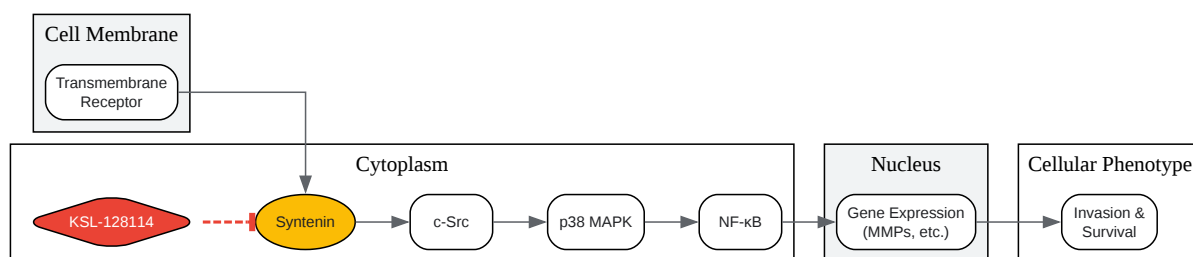 Cell Membrane
Transmembrane
Receptor
Cytoplasm
Nucleus
Cellular Phenotype
KSL-128114
Syntenin
c-Src
p38 MAPK
NF-κB
Gene Expression
(MMPs, etc.)
Invasion &
Survival